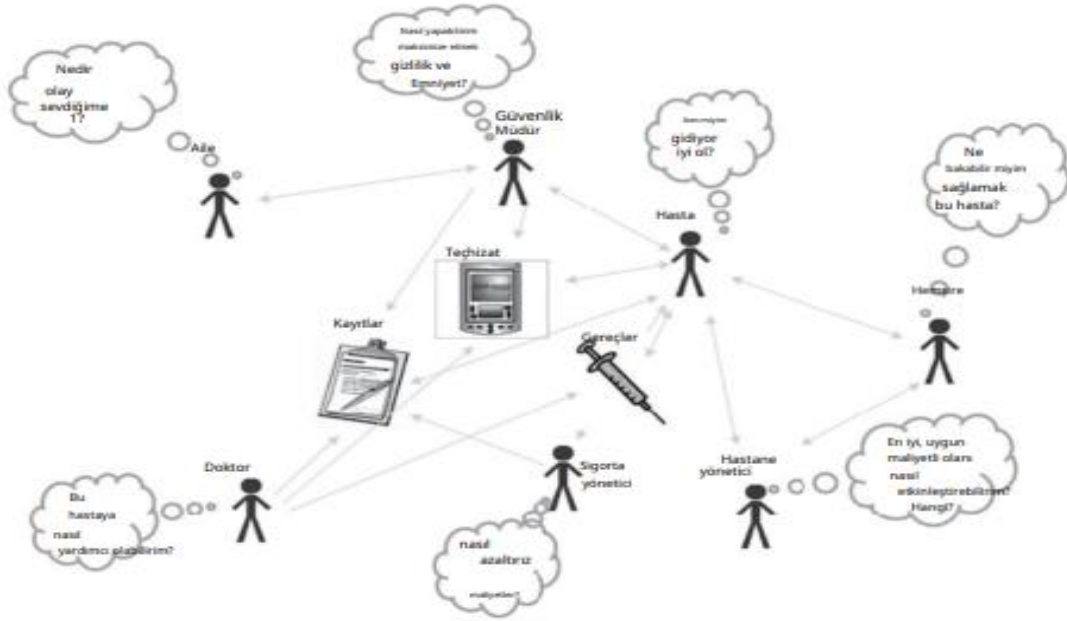 Nedir
olay
sevdiğime
1?
Aile
Nasıl yapabilirim
maksimize etmek
gizlilik ve
Emniyet?
Güvenlik
Müdür
gidiyor
iyi ol?
Hasta
Ne
bakabilir miyim
sağlamak
bu hasta?
Hemşire
Teçhizat
Kayıtlar
Gereçler
Doktor
Bu
hastaya
nasıl
yardımcı olabilirim?
Sigorta
yönetici
nasıl
azaltırız
maliyetler?
Hastane
yönetici
En iyi, uygun
maliyetli olanı
nasıl
etkinleştirebilirim?
Hangi?